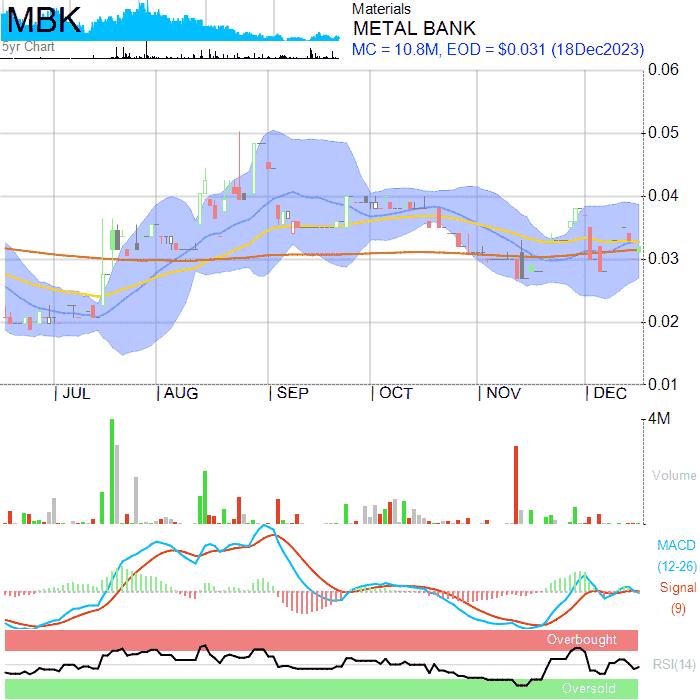 MBK
5yr Chart
Materials
METAL BANK
MC = 10.8M, EOD = $0.031 (18Dec2023)
0.06
0.05
0.04
0.03
0.02
0.01
JUL AUG SEP OCT NOV DEC
4M
Volume
MACD
(12-26)
Signal
(9)
Overbought
RSI(14)
Oversold